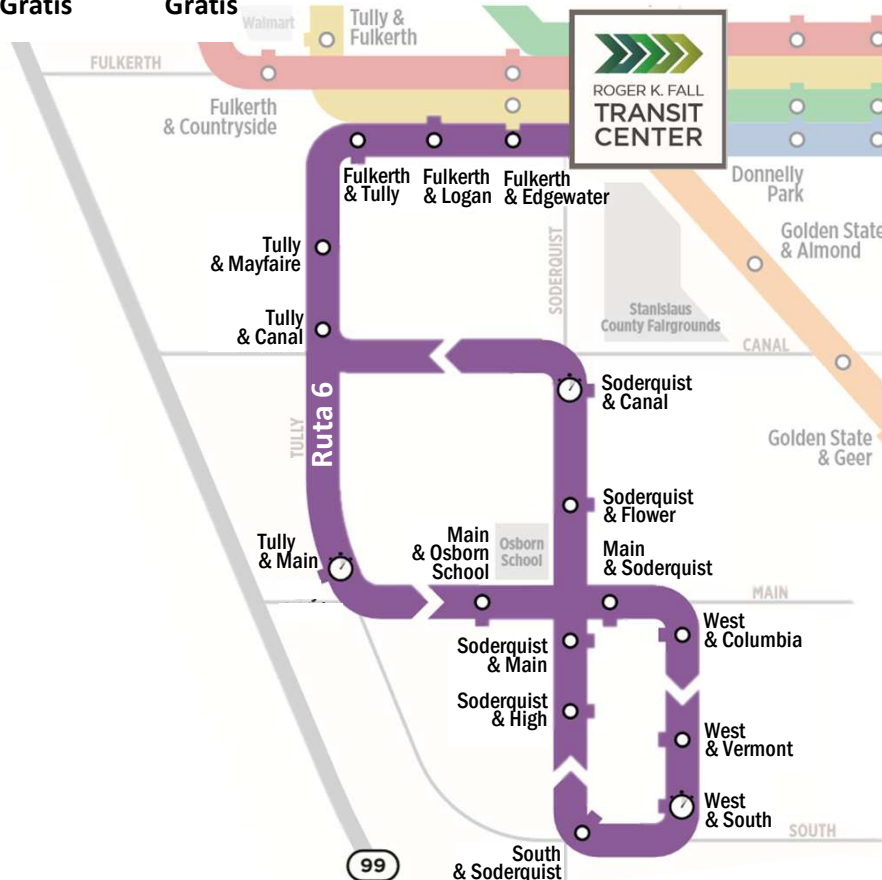 Gratis
Gratis
Walmart
Tully &
Fulkerth
FULKERTH
Fulkerth
& Countryside
ROGER K. FALL
TRANSIT
CENTER
Fulkerth
& Tully
Fulkerth
& Logan
Fulkerth
& Edgewater
Donnelly
Park
Tully
& Mayfaire
SODERQUIST
Golden State
& Almond
Tully
& Canal
Stanislaus
County Fairgrounds
CANAL
Soderquist
& Canal
TULLY
Ruta 6
Golden State
& Geer
Soderquist
& Flower
Main
& Osborn
School
Osborn
School
Main
& Soderquist
Tully
& Main
MAIN
West
& Columbia
Soderquist
& Main
Soderquist
& High
West
& Vermont
West
& South
SOUTH
South
& Soderquist
99